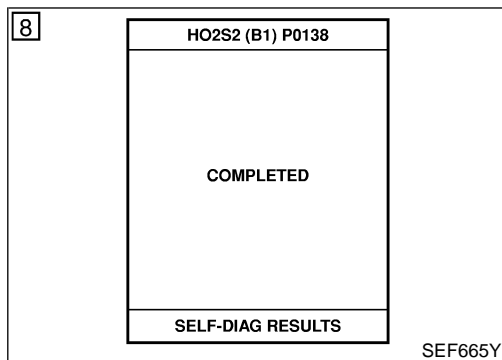 8
HO2S2 (B1) P0138
COMPLETED
SELF-DIAG RESULTS
SEF665Y